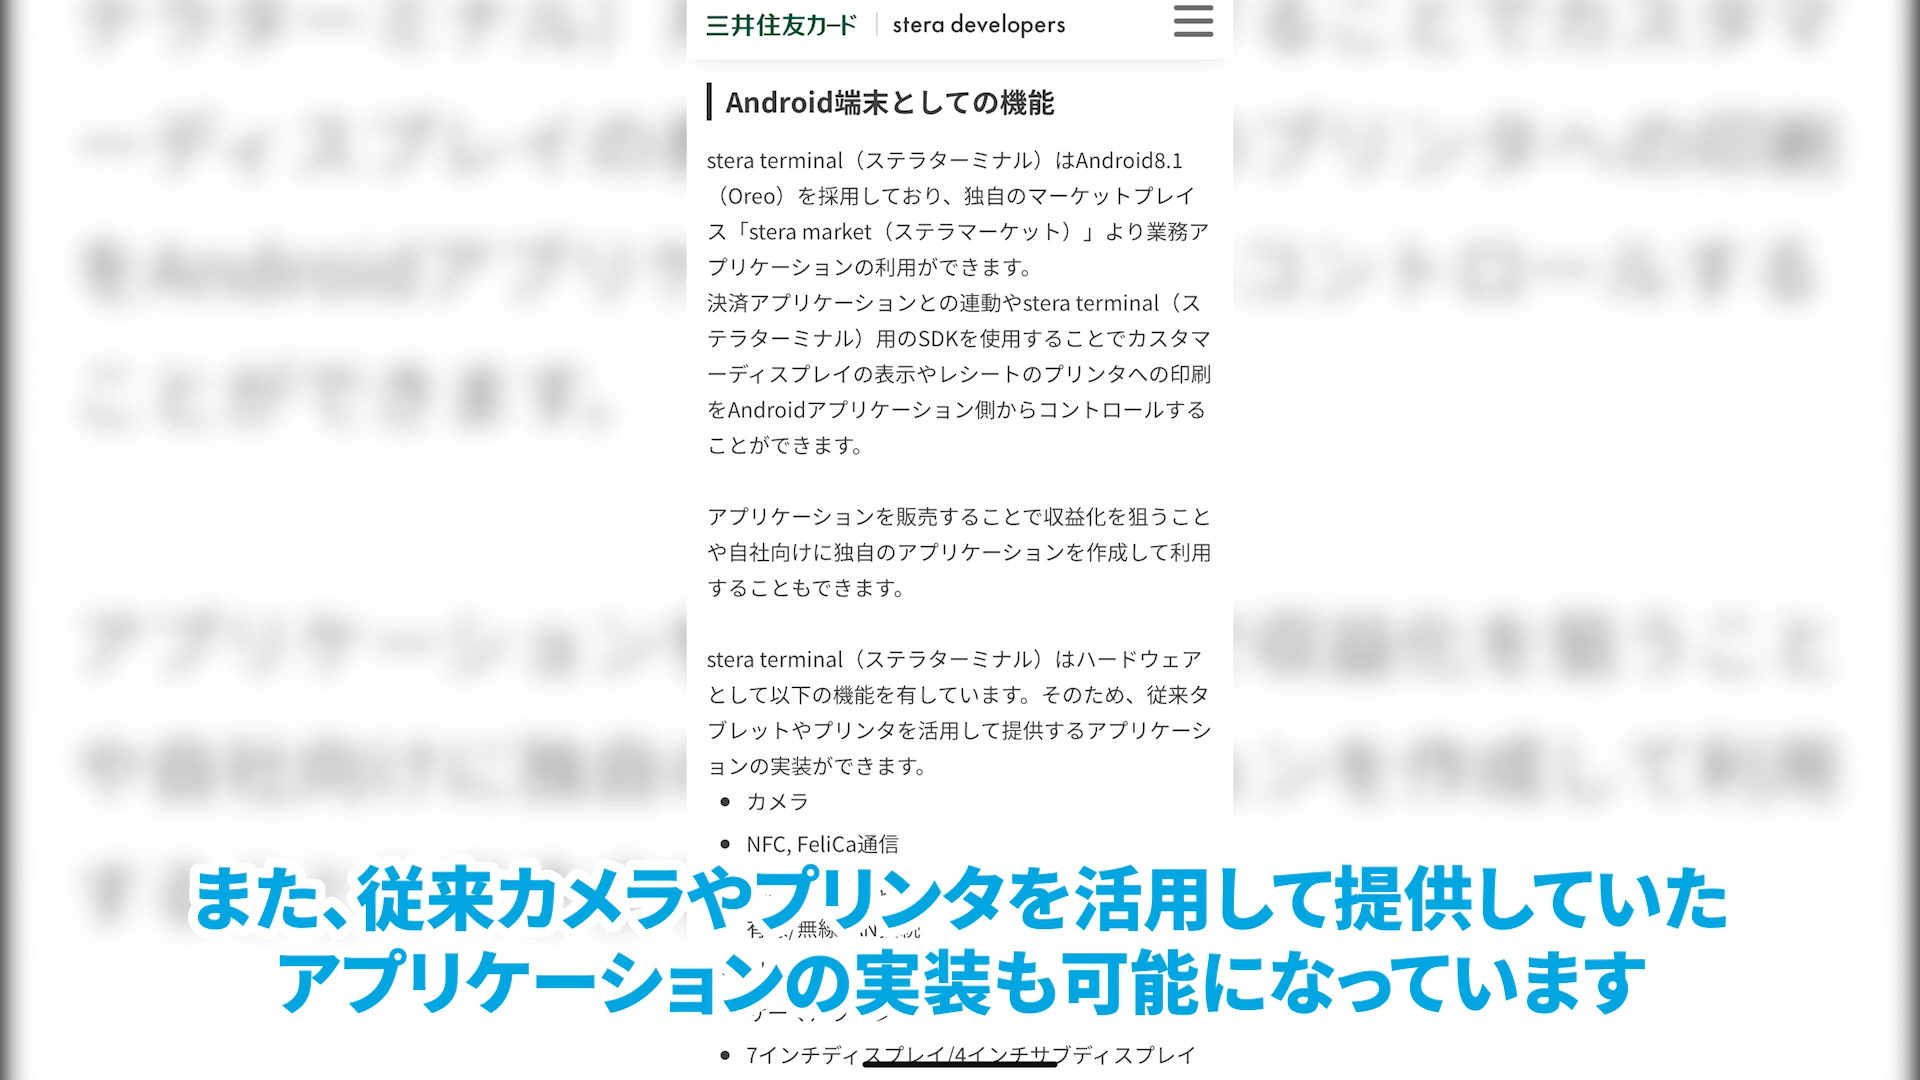 三井住友カード stera developers
Android端末としての機能
stera terminal（ステラターミナル）はAndroid8.1
（Oreo）を採用しており、独自のマーケットプレイ
ス「stera market（ステラマーケット）」より業務ア
プリケーションの利用ができます。
決済アプリケーションとの連動やstera terminal（ス
テラターミナル）用のSDKを使用することでカスタマ
ーディスプレイの表示やレシートのプリンタへの印刷
をAndroidアプリケーション側からコントロールする
ことができます。
アプリケーションを販売することで収益化を狙うこと
や自社向けに独自のアプリケーションを作成して利用
することもできます。
stera terminal（ステラターミナル）はハードウェア
として以下の機能を有しています。そのため、従来タ
ブレットやプリンタを活用して提供するアプリケーシ
ョンの実装ができます。
カメラ
NFC, FeliCa通信
また、従来カメラやプリンタを活用して提供していた
アプリケーションの実装も可能になっています
7インチディスプレイ/4インチサブディスプレイ